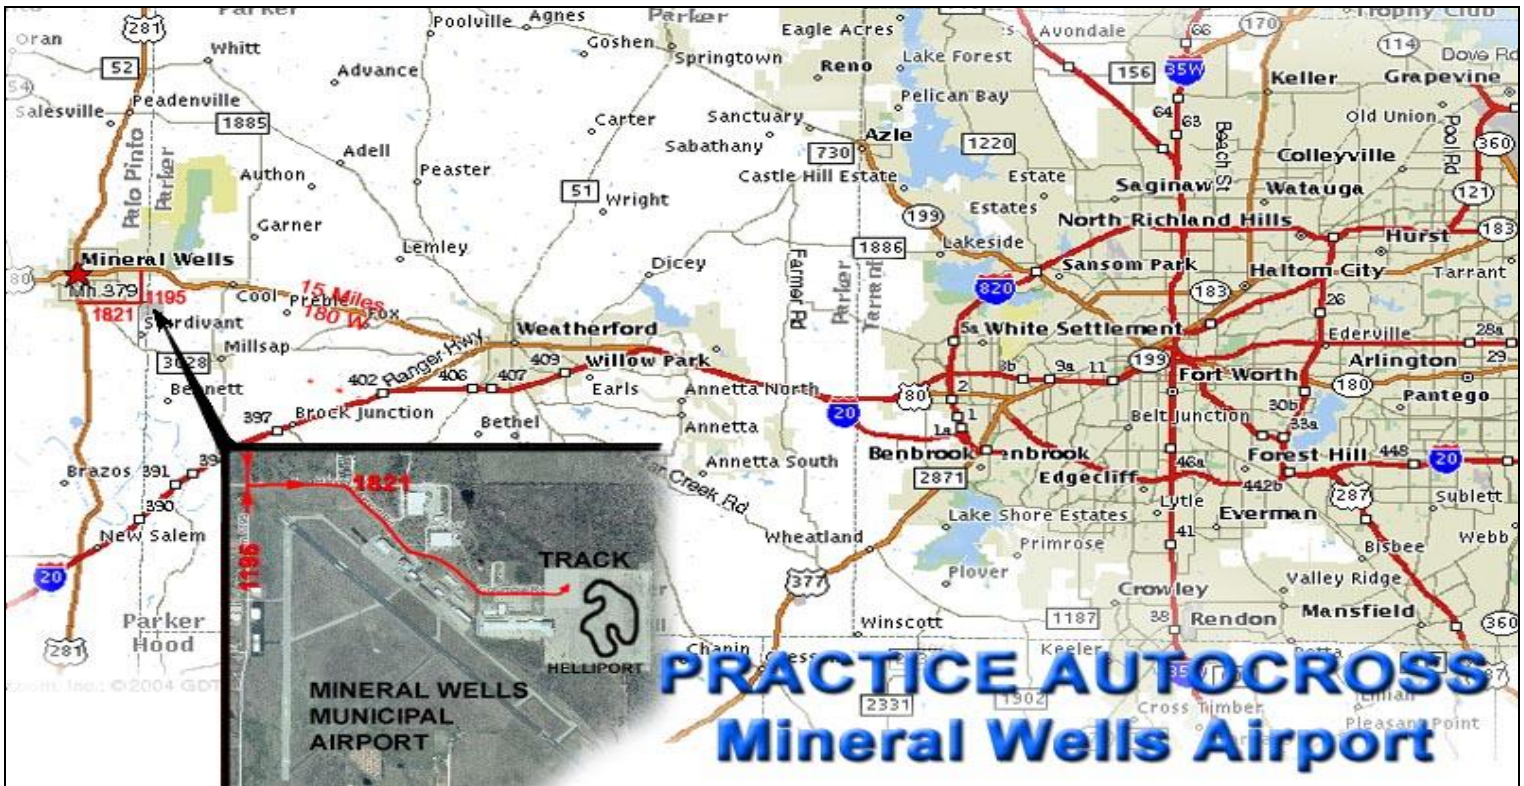 Parker
281
Oran
Whitt
52
54
Salesville
Peadenville
1885
Advance
Poolville
Agnes
Goshen
Parker
Springtown
Eagle Acres
Reno
Lake Forest
Pelican Bay
Avondale
66
170
Trophy Club
114
Dove Rd
156
35W
Keller
Grapevine
64
63
Beach St
Old Union
Pool Rd
360
Carter
Sanctuary
Sabathany
730
Azle
1220
Colleyville
Palo Pinto
Parker
Adell
Authon
Peaster
51
Wright
Castle Hill Estate
Estate
Estates
Saginaw
Watauga
121
199
North Richland Hills
183
Garner
Lemley
Dicey
1886
Lakeside
Hurst
Farmer Rd
Parker
Tarrant
Mineral Wells
80
Mh 379
1195
1821
Cool
Preble
Fox
15 Miles
180 W
820
Sansom Park
Haltom City
Tarrant
183
26
Sturdivant
Millsap
3028
Bennett
Ranger Hwy
Weatherford
5a
White Settlement
Ederville
28a
29
402
406
407
409
Willow Park
Earls
Annetta North
20
80
8b
9a
11
199
Fort Worth
Arlington
180
Pantego
397
Brock Junction
Bethel
Annetta
2
1
1a
Belt Junction
30b
33a
Brazos
391
390
New Salem
20
Annetta South
Benbrook
enbrook
2871
Edgecliff
46a
Forest Hill
448
20
442b
287
Sublett
Creek Rd
Lake Shore Estates
Lytle
Everman
41
Primrose
Wheatland
Bisbee
Webb
Plover
377
Valley Ridge
Crowley
Mansfield
38
Rendon
360
1187
Winscott
Keeler
Parker
Hood
281
© 2004 GDT
1821
1195
TRACK
HELLIPORT
MINERAL WELLS
MUNICIPAL
AIRPORT
2331
1902
Cross Timber
Pleasant Point
PRACTICE AUTOCROSS
Mineral Wells Airport